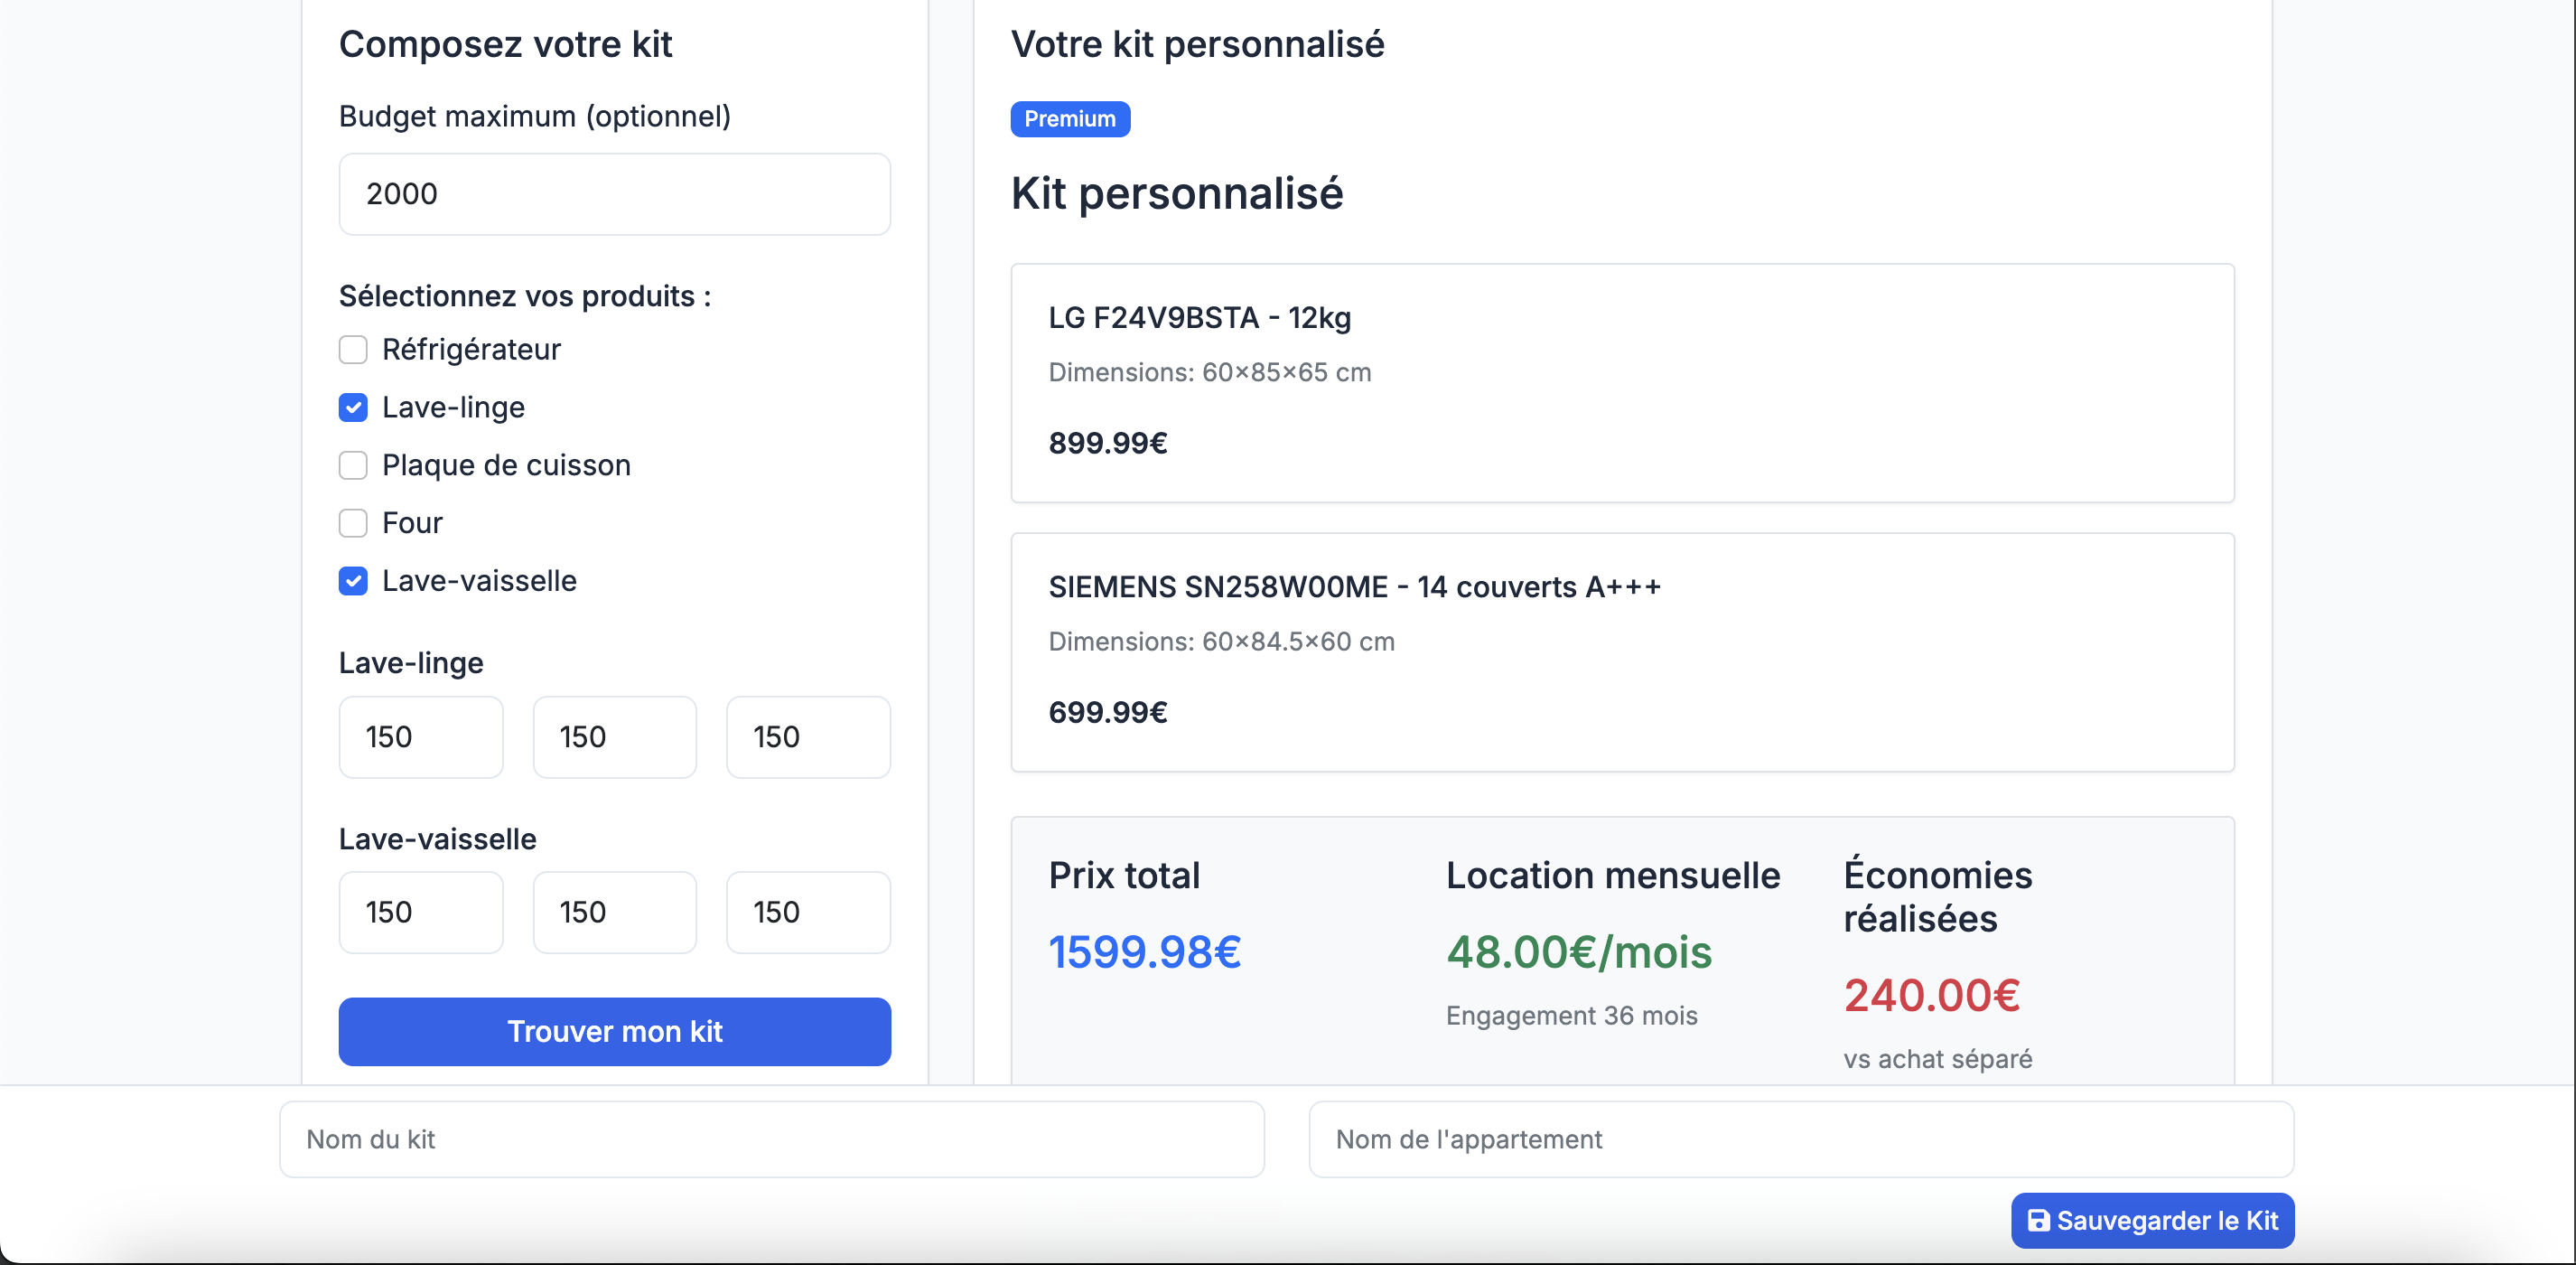 Composez votre kit
Budget maximum (optionnel)
2000
Sélectionnez vos produits :
Réfrigérateur
Lave-linge
Plaque de cuisson
Four
Lave-vaisselle
Lave-linge
150 150 150
Lave-vaisselle
150 150 150
Trouver mon kit
Votre kit personnalisé
Premium
Kit personnalisé
LG F24V9BSTA - 12kg
Dimensions: 60×85×65 cm
899.99€
SIEMENS SN258W00ME - 14 couverts A+++
Dimensions: 60×84.5×60 cm
699.99€
Prix total
1599.98€
Location mensuelle
48.00€/mois
Engagement 36 mois
Économies
réalisées
240.00€
vs achat séparé
Nom du kit
Nom de l'appartement
Sauvegarder le Kit